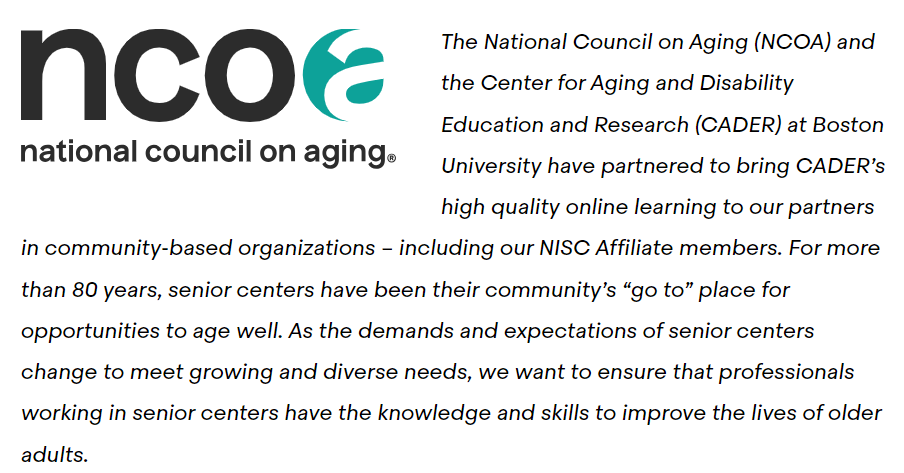 ncoa
national council on aging®
The National Council on Aging (NCOA) and
the Center for Aging and Disability
Education and Research (CADER) at Boston
University have partnered to bring CADER’s
high quality online learning to our partners
in community-based organizations – including our NISC Affiliate members. For more
than 80 years, senior centers have been their community’s “go to” place for
opportunities to age well. As the demands and expectations of senior centers
change to meet growing and diverse needs, we want to ensure that professionals
working in senior centers have the knowledge and skills to improve the lives of older
adults.